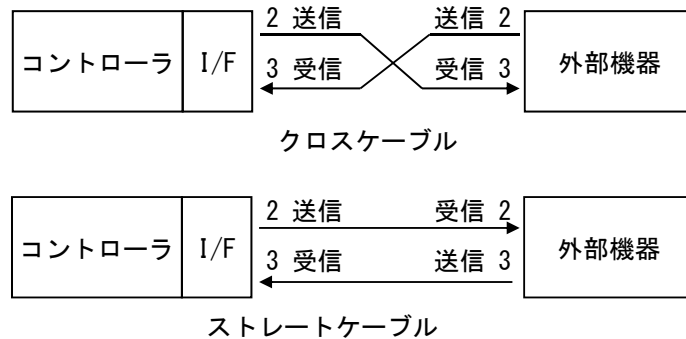 2 送信 送信 2
コントローラ I/F 3 受信 受信 3 外部機器
クロスケーブル
2 送信 受信 2
コントローラ I/F 3 受信 送信 3 外部機器
ストレートケーブル